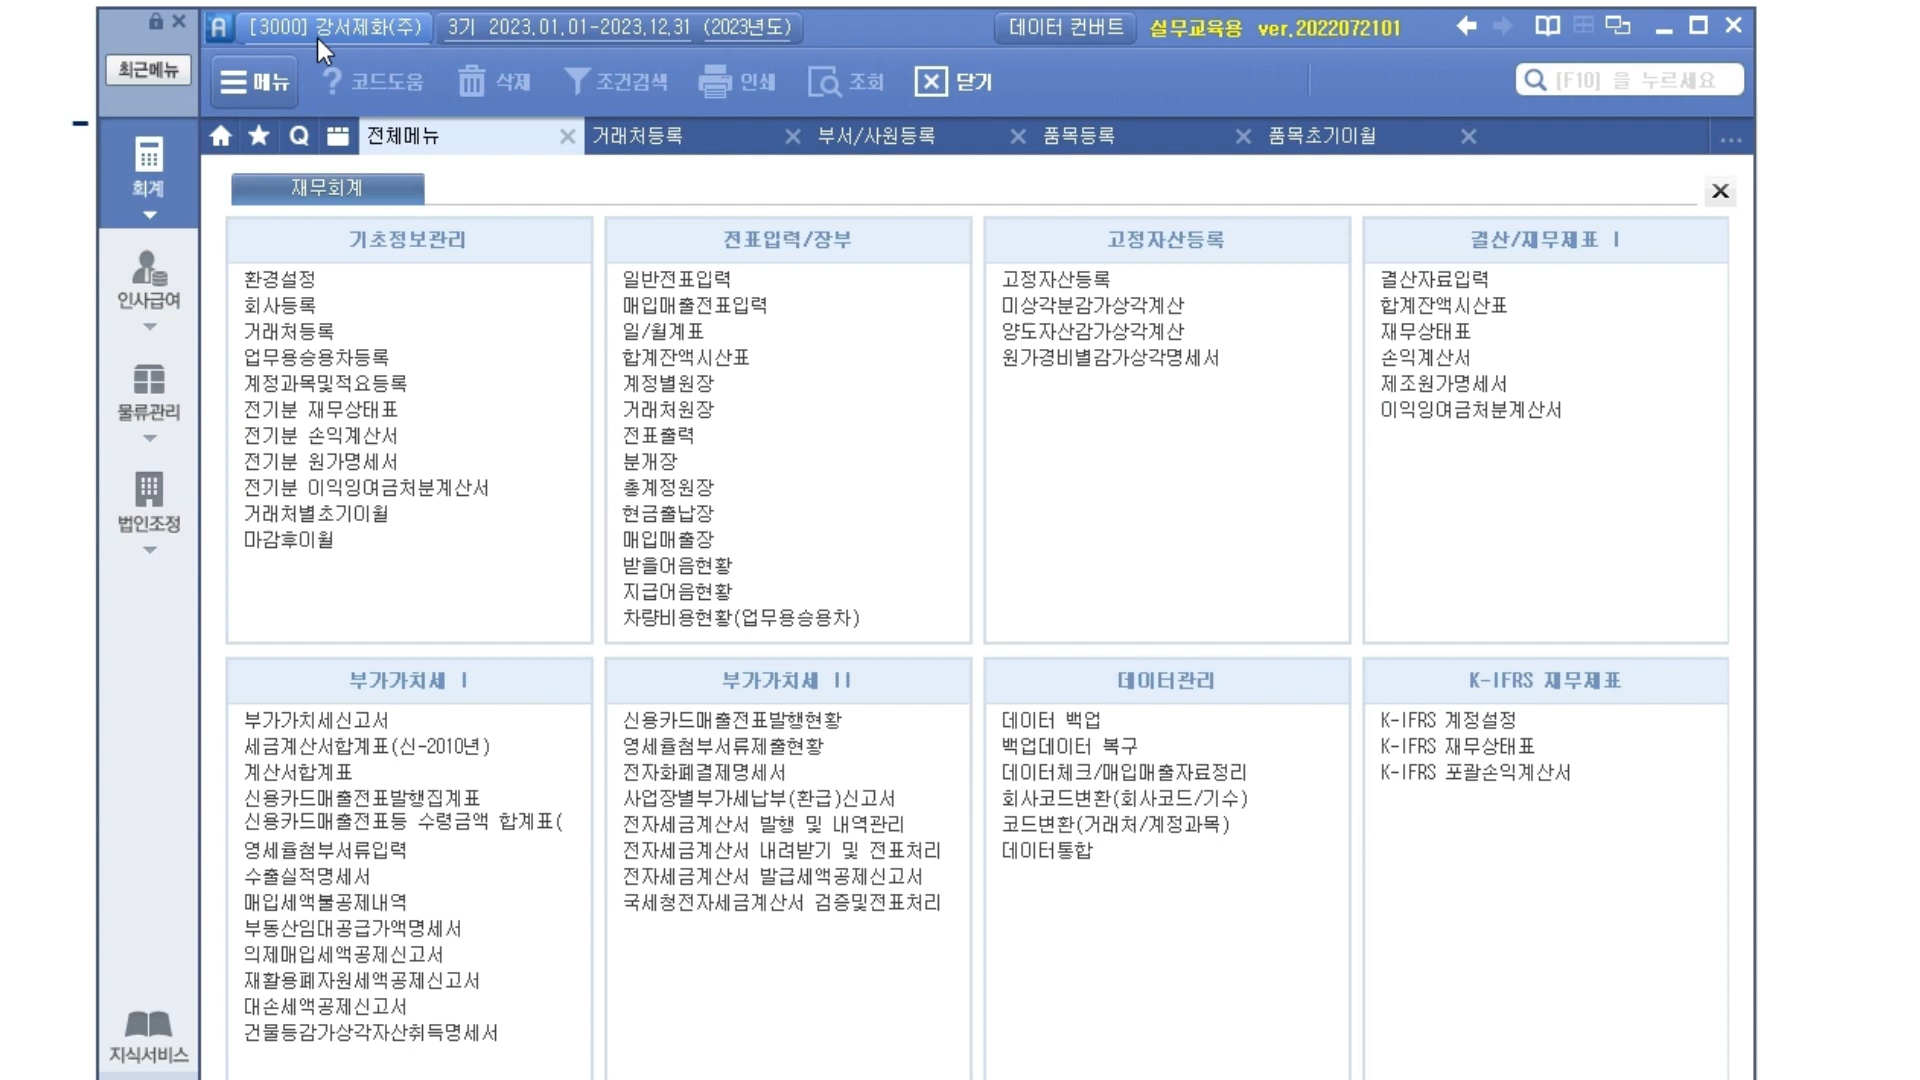 최근메뉴
A [3000] 강서제화(주) 3기 2023.01.01-2023.12.31 (2023년도) 데이터 컨버트 실무교육용 ver.2022072101
메뉴 ? 코드도움 삭제 조건검색 인쇄 조회 닫기 [F10] 을 누르세요
전체메뉴 거래처등록 부서/사원등록 품목등록 품목초기이월 ...
회계
인사급여
물류관리
법인조정
지식서비스
재무회계
기초정보관리
환경설정
회사등록
거래처등록
업무용승용차등록
계정과목및적요등록
전기분 재무상태표
전기분 손익계산서
전기분 원가명세서
전기분 이익잉여금처분계산서
거래처별초기이월
마감후이월
전표입력/장부
일반전표입력
매입매출전표입력
일/월계표
합계잔액시산표
계정별원장
거래처원장
전표출력
분개장
총계정원장
현금출납장
매입매출장
받을어음현황
지급어음현황
차량비용현황(업무용승용차)
고정자산등록
고정자산등록
미상각분감가상각계산
양도자산감가상각계산
원가경비별감가상각명세서
결산/재무제표 I
결산자료입력
합계잔액시산표
재무상태표
손익계산서
제조원가명세서
이익잉여금처분계산서
부가가치세 I
부가가치세신고서
세금계산서합계표(신-2010년)
계산서합계표
신용카드매출전표발행집계표
신용카드매출전표등 수령금액 합계표(
영세율첨부서류입력
수출실적명세서
매입세액불공제내역
부동산임대공급가액명세서
의제매입세액공제신고서
재활용폐자원세액공제신고서
대손세액공제신고서
건물등감가상각자산취득명세서
부가가치세 II
신용카드매출전표발행현황
영세율첨부서류제출현황
전자화폐결제명세서
사업장별부가세납부(환급)신고서
전자세금계산서 발행 및 내역관리
전자세금계산서 내려받기 및 전표처리
전자세금계산서 발급세액공제신고서
국세청전자세금계산서 검증및전표처리
데이터관리
데이터 백업
백업데이터 복구
데이터체크/매입매출자료정리
회사코드변환(회사코드/기수)
코드변환(거래처/계정과목)
데이터통합
K-IFRS 재무제표
K-IFRS 계정설정
K-IFRS 재무상태표
K-IFRS 포괄손익계산서